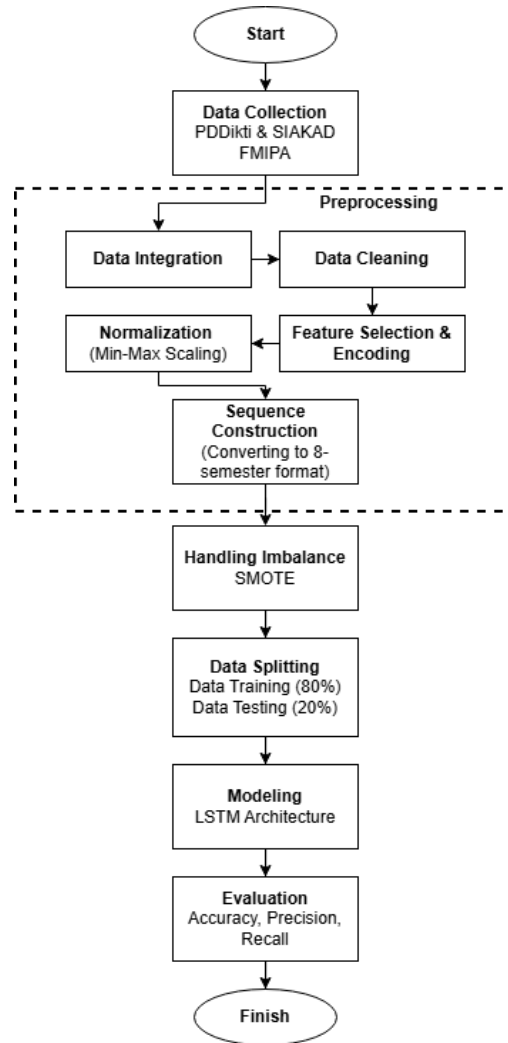 Start
Data Collection
PDDikti & SIAKAD
FMIPA
Preprocessing
Data Integration
Data Cleaning
Feature Selection &
Encoding
Normalization
(Min-Max Scaling)
Sequence
Construction
(Converting to 8-
semester format)
Handling Imbalance
SMOTE
Data Splitting
Data Training (80%)
Data Testing (20%)
Modeling
LSTM Architecture
Evaluation
Accuracy, Precision,
Recall
Finish